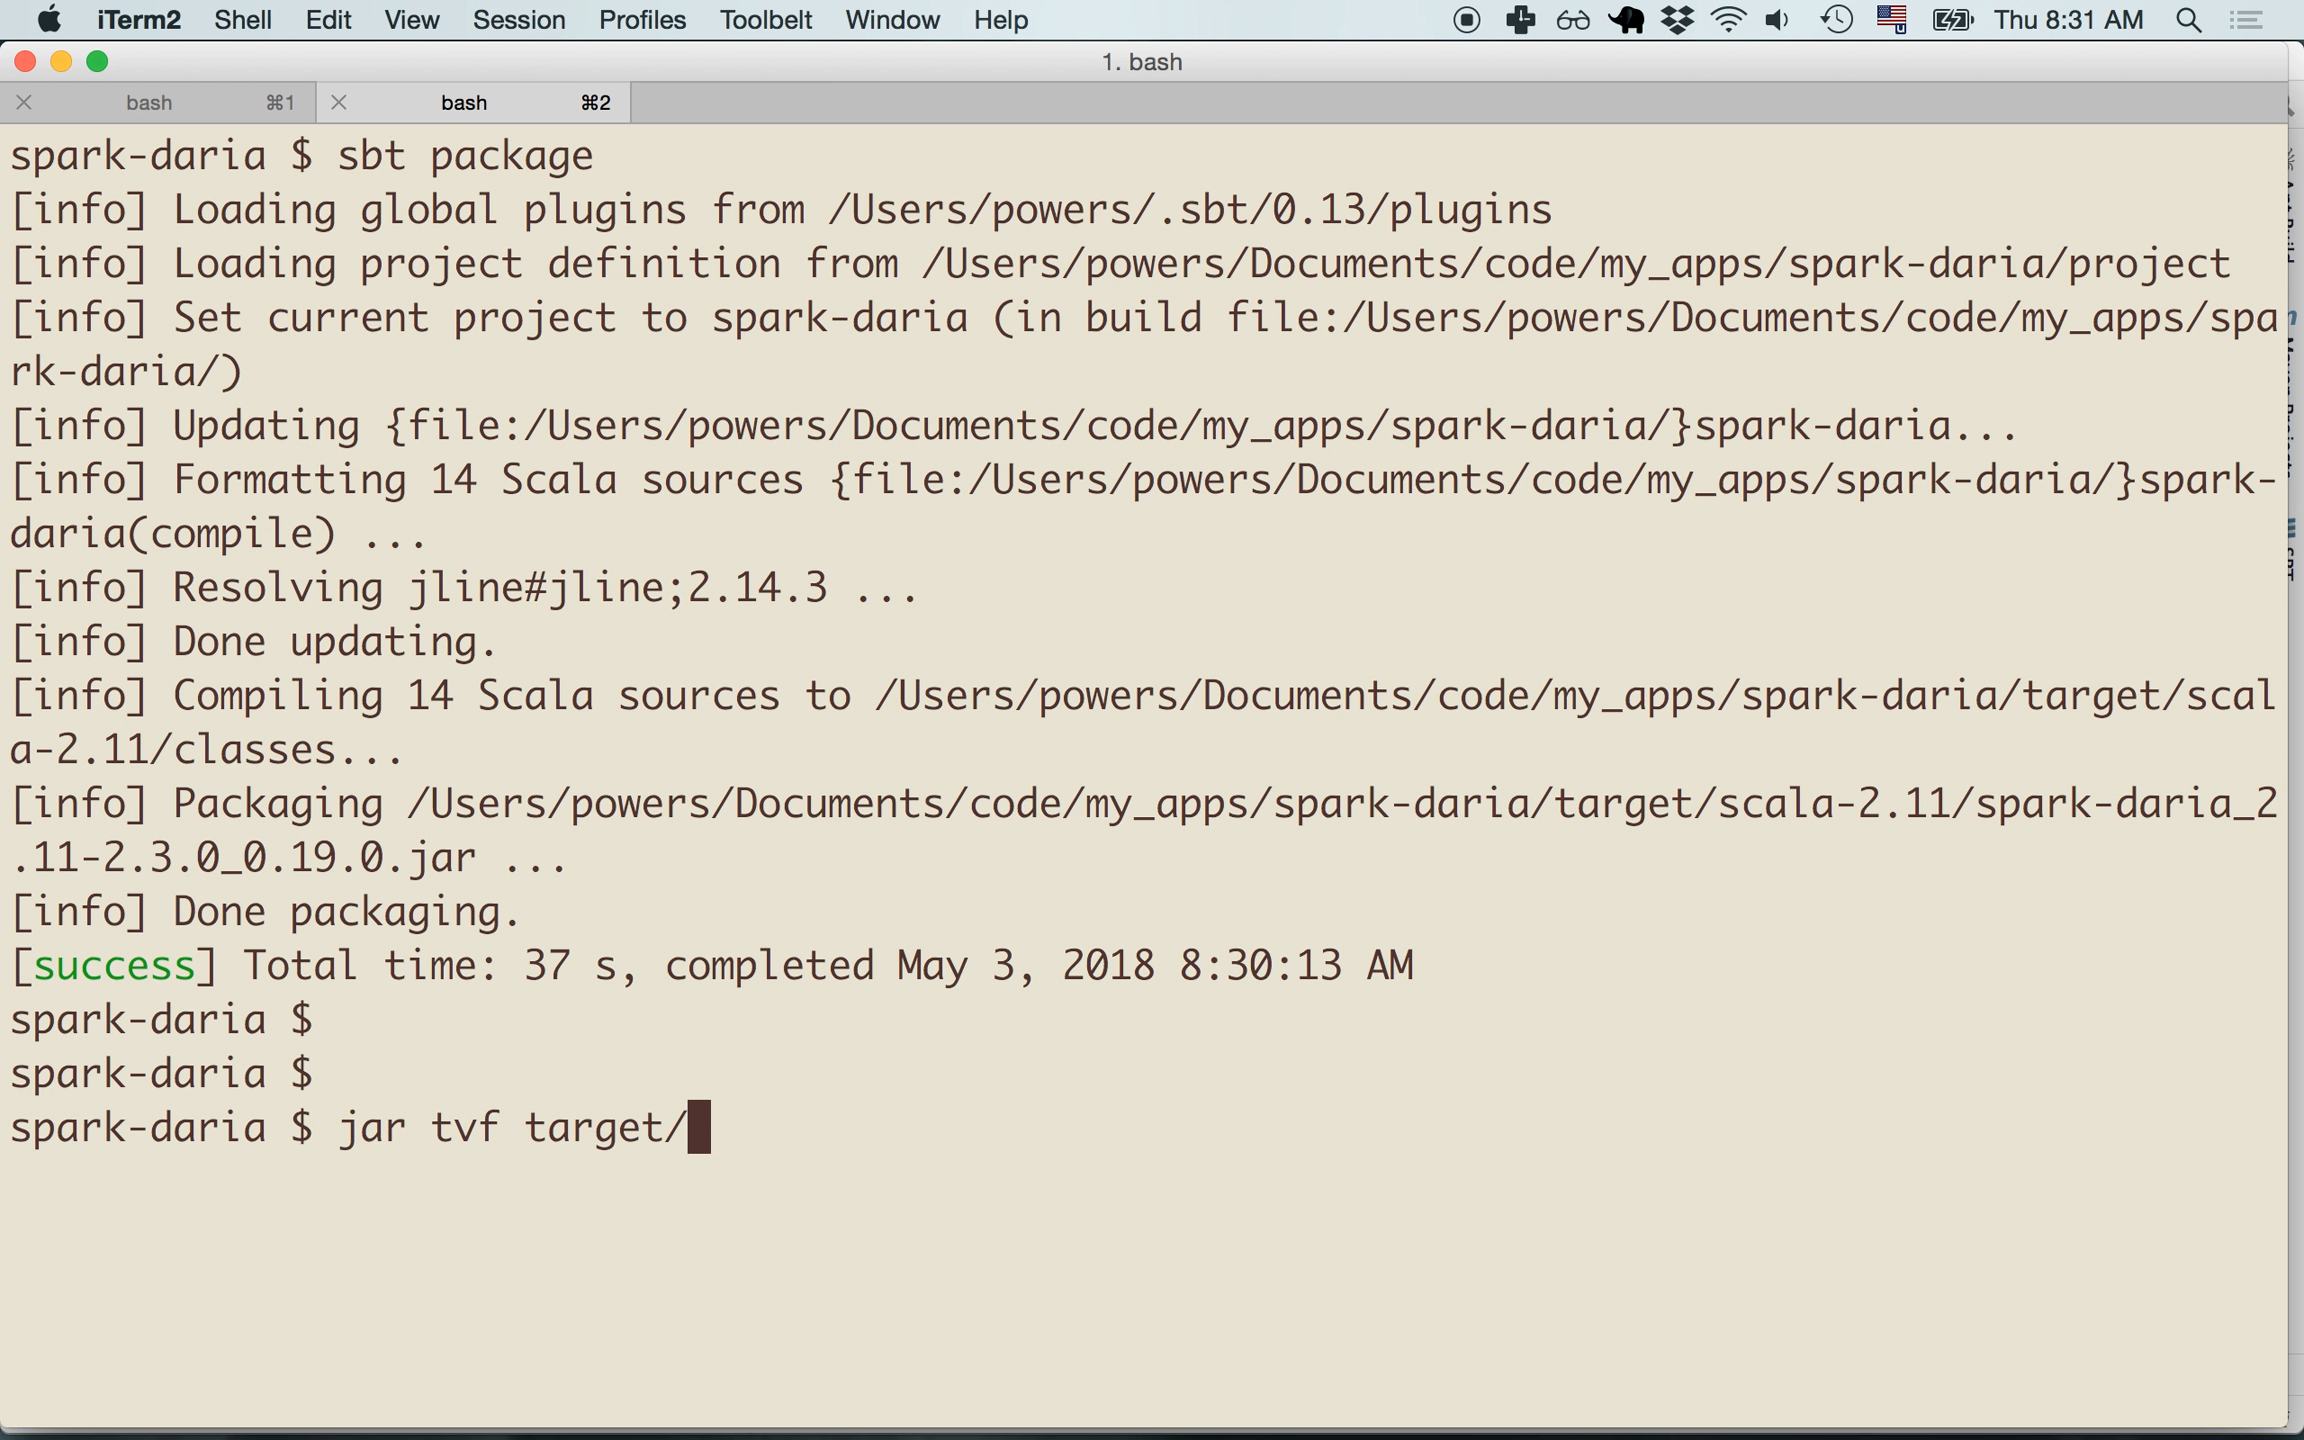 iTerm2 Shell Edit View Session Profiles Toolbelt Window Help Thu 8:31 AM
1. bash
bash ⌘1 bash ⌘2
spark-daria $ sbt package
[info] Loading global plugins from /Users/powers/.sbt/0.13/plugins
[info] Loading project definition from /Users/powers/Documents/code/my_apps/spark-daria/project
[info] Set current project to spark-daria (in build file:/Users/powers/Documents/code/my_apps/spa
rk-daria/)
[info] Updating {file:/Users/powers/Documents/code/my_apps/spark-daria/}spark-daria...
[info] Formatting 14 Scala sources {file:/Users/powers/Documents/code/my_apps/spark-daria/}spark-
daria(compile) ...
[info] Resolving jline#jline;2.14.3 ...
[info] Done updating.
[info] Compiling 14 Scala sources to /Users/powers/Documents/code/my_apps/spark-daria/target/scal
a-2.11/classes...
[info] Packaging /Users/powers/Documents/code/my_apps/spark-daria/target/scala-2.11/spark-daria_2
.11-2.3.0_0.19.0.jar ...
[info] Done packaging.
[success] Total time: 37 s, completed May 3, 2018 8:30:13 AM
spark-daria $
spark-daria $
spark-daria $ jar tvf target/